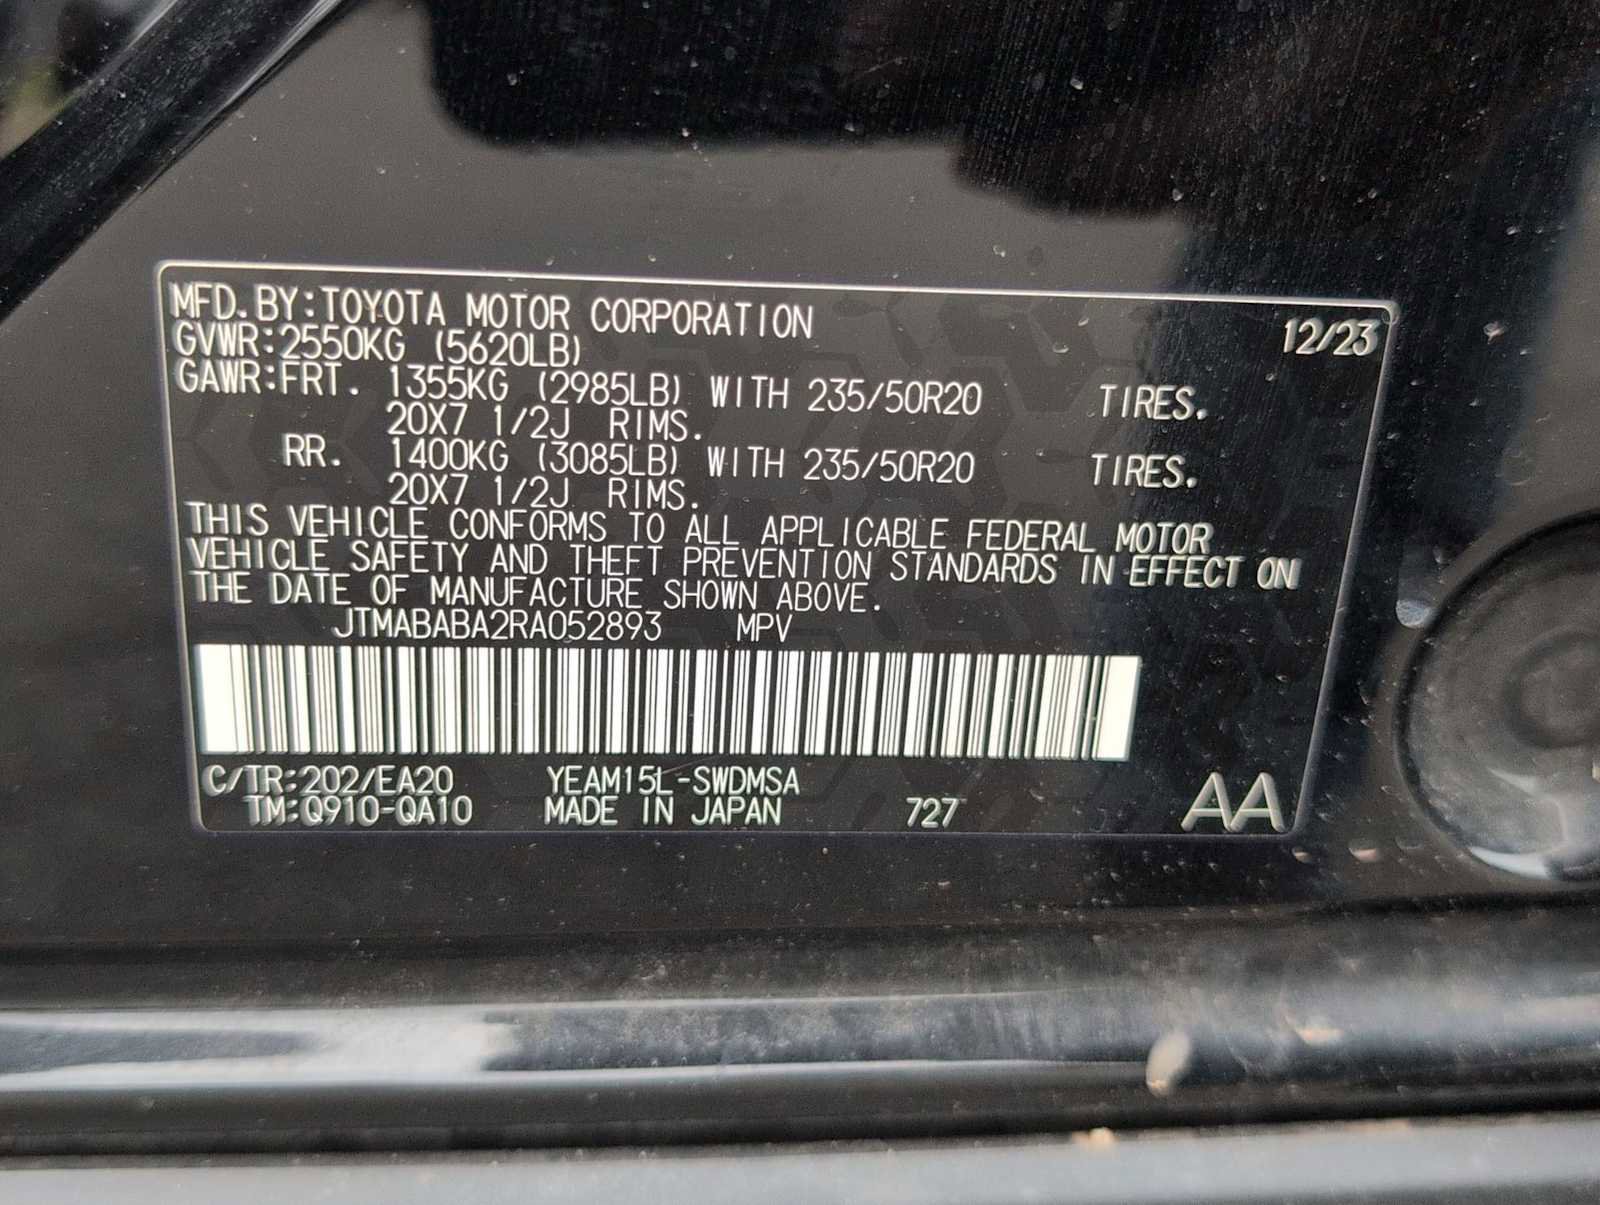 MFD.BY:TOYOTA MOTOR CORPORATION 12/23
GVWR:2550KG (5620LB)
GAWR:FRT. 1355KG (2985LB) WITH 235/50R20 TIRES.
20X7 1/2J RIMS.
RR. 1400KG (3085LB) WITH 235/50R20 TIRES.
20X7 1/2J RIMS.
THIS VEHICLE CONFORMS TO ALL APPLICABLE FEDERAL MOTOR
VEHICLE SAFETY AND THEFT PREVENTION STANDARDS IN EFFECT ON
THE DATE OF MANUFACTURE SHOWN ABOVE.
JTMABABA2RA052893 MPV
C/TR:202/EA20 YEAM15L-SWDMSA
TM:Q910-QA10 MADE IN JAPAN 727 AA